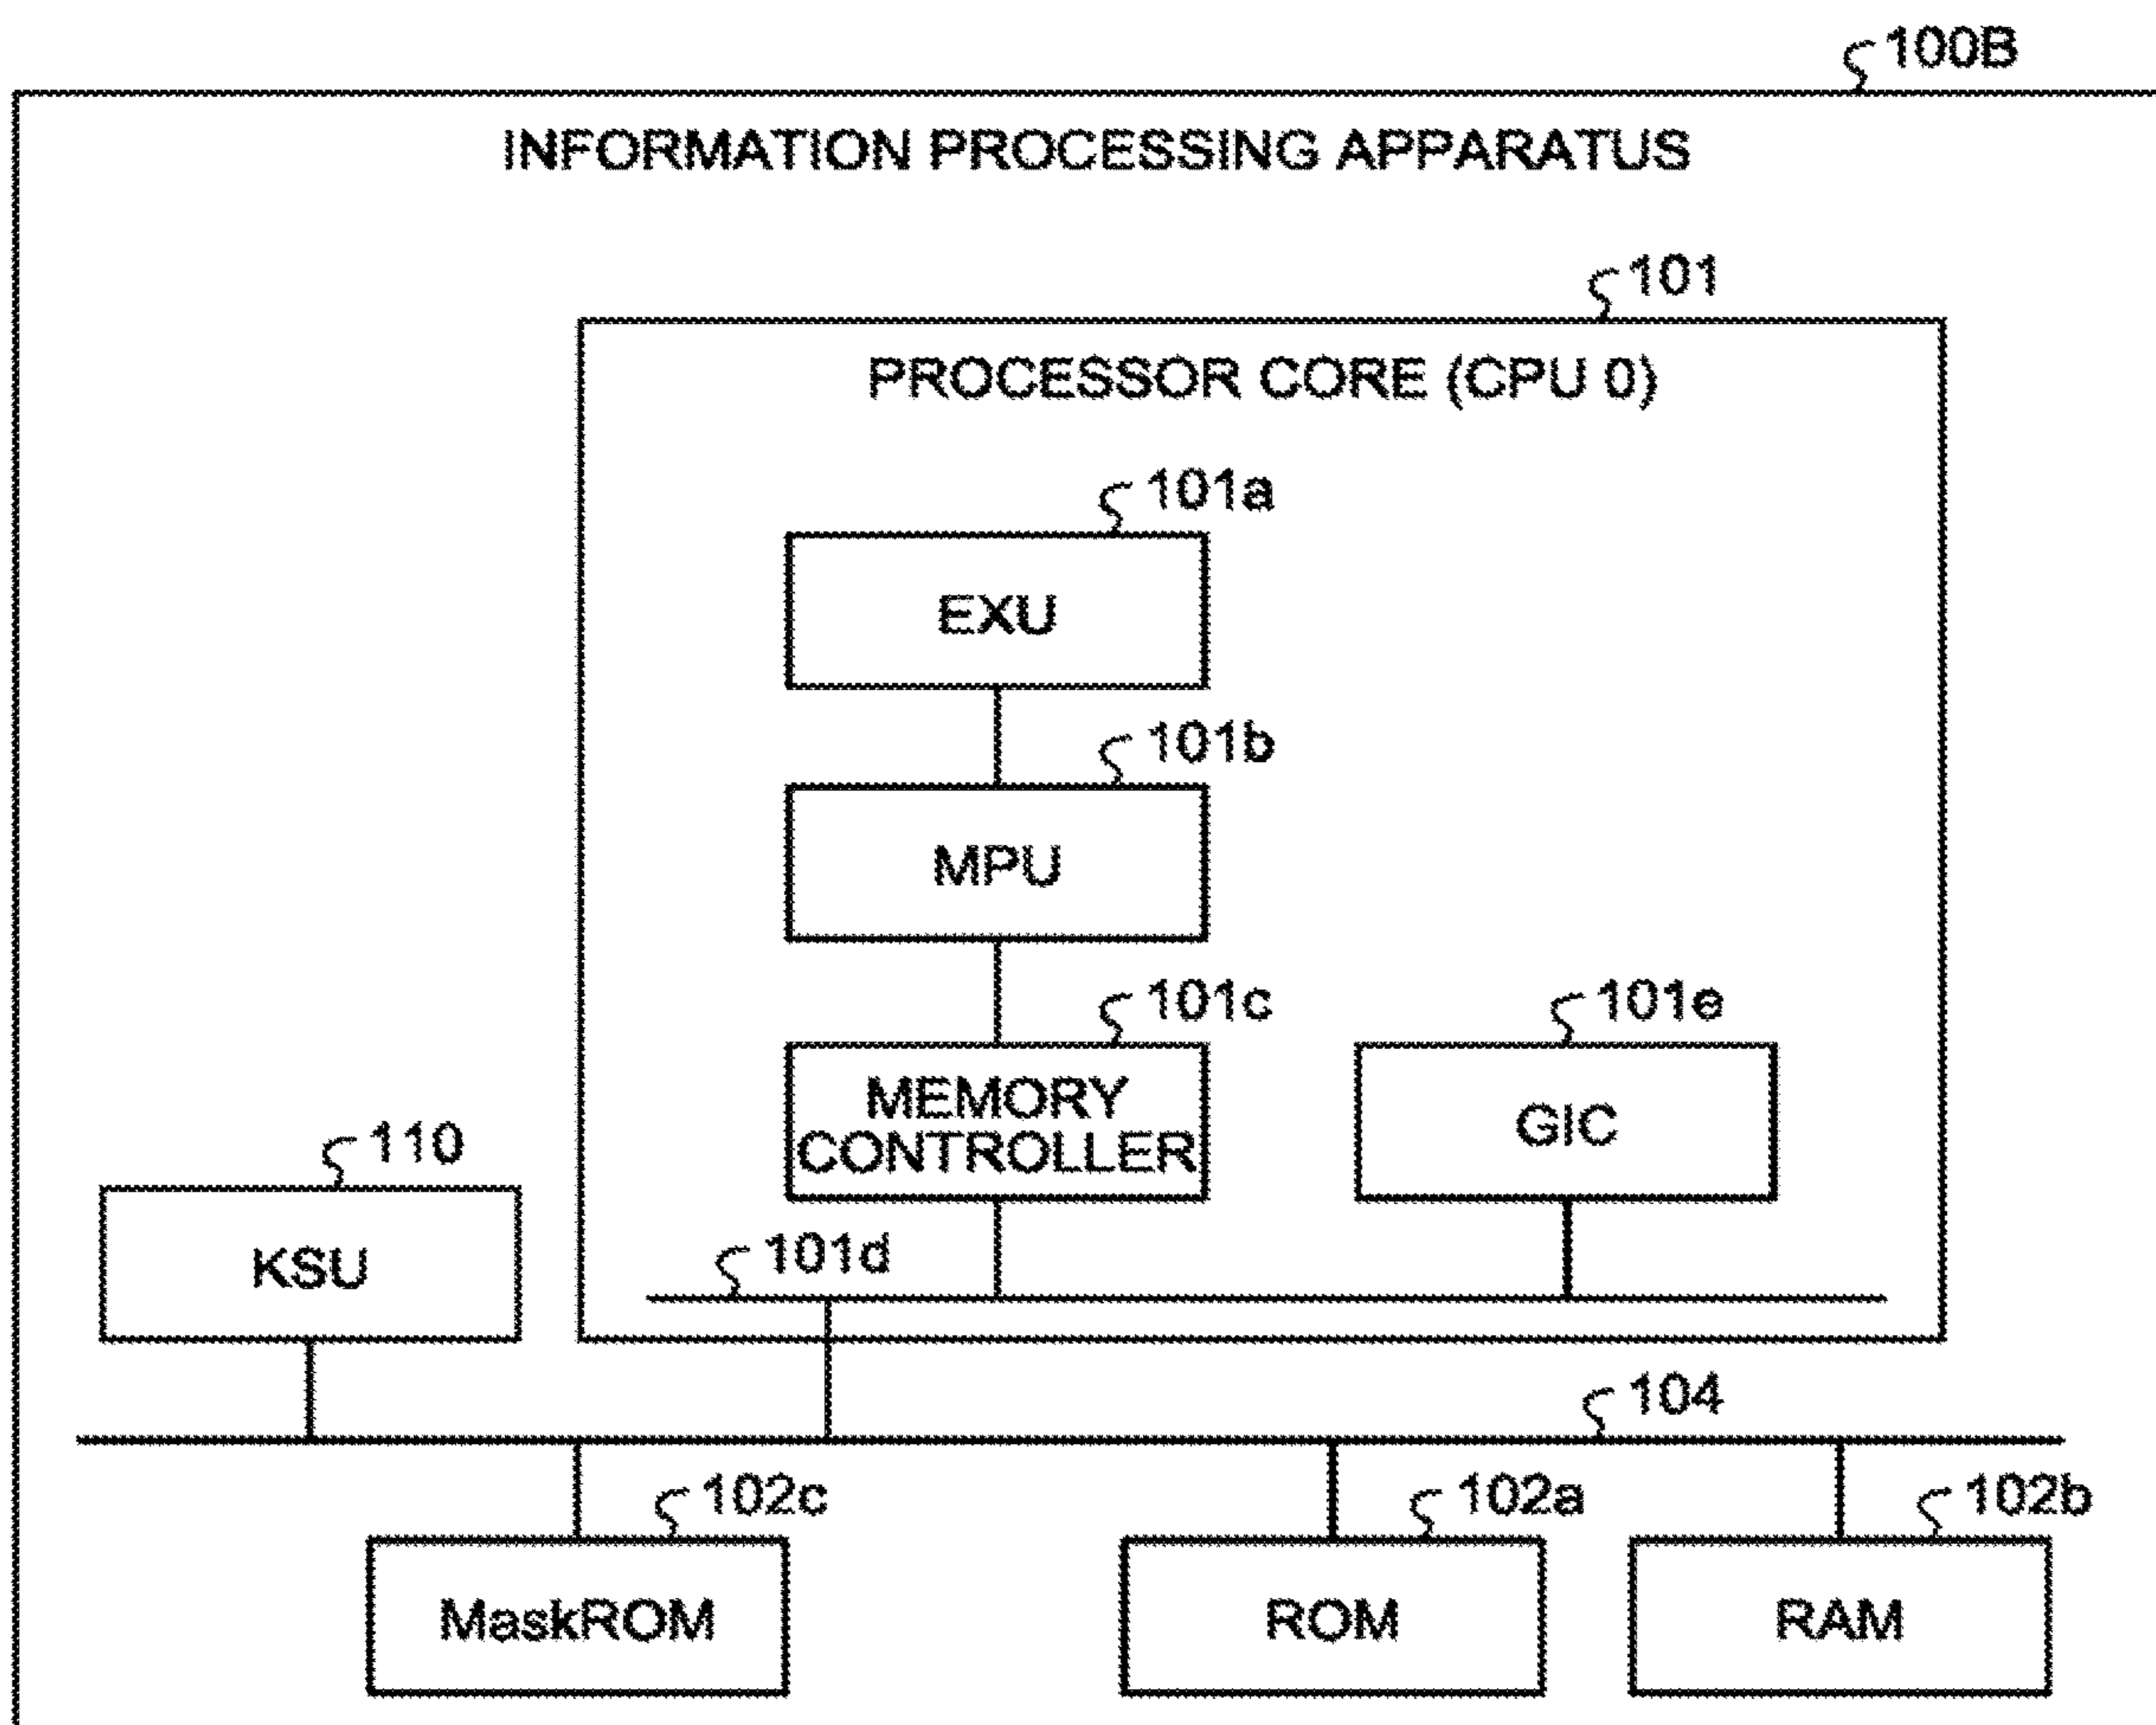 100B
INFORMATION PROCESSING APPARATUS
101
PROCESSOR CORE (CPU 0)
101a
EXU
101b
MPU
101c
MEMORY
CONTROLLER
101e
GIC
110
KSU
101d
104
102c
MaskROM
102a
ROM
102b
RAM